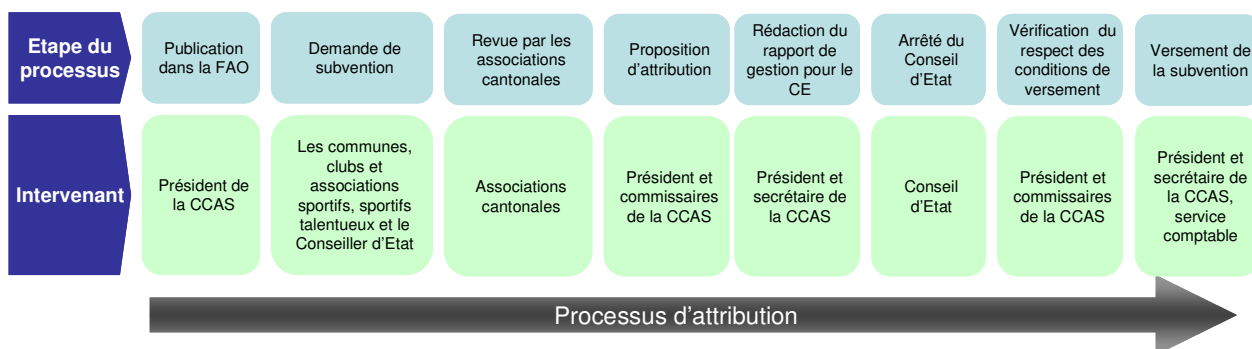 Etape du
processus
Publication
dans la FAO
Demande de
subvention
Revue par les
associations
cantonales
Proposition
d'attribution
Rédaction du
rapport de
gestion pour le
CE
Arrêté du
Conseil
d'Etat
Vérification du
respect des
conditions de
versement
Versement de
la subvention
Intervenant
Président de
la CCAS
Les communes,
clubs et
associations
sportifs, sportifs
talentueux et le
Conseiller d'Etat
Associations
cantonales
Président et
commissaires
de la CCAS
Président et
secrétaire de
la CCAS
Conseil
d'Etat
Président et
commissaires
de la CCAS
Président et
secrétaire de
la CCAS,
service
comptable
Processus d'attribution